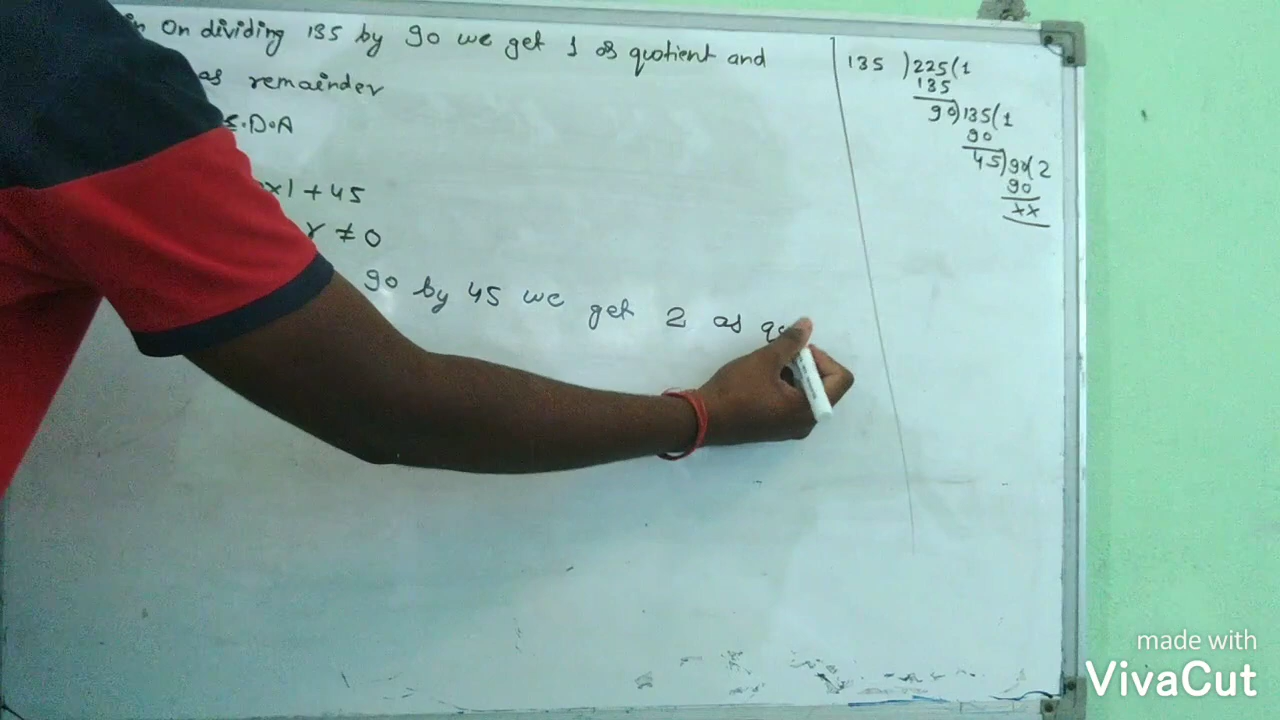 On dividing 135 by 90 we get 1 as quotient and
as remainder
E.D.A
x1+45
r ≠ 0
90 by 45 we get 2 as
135 ) 225 ( 1
135
90 ) 135 ( 1
90
45 ) 90 ( 2
90
xx
made with
VivaCut